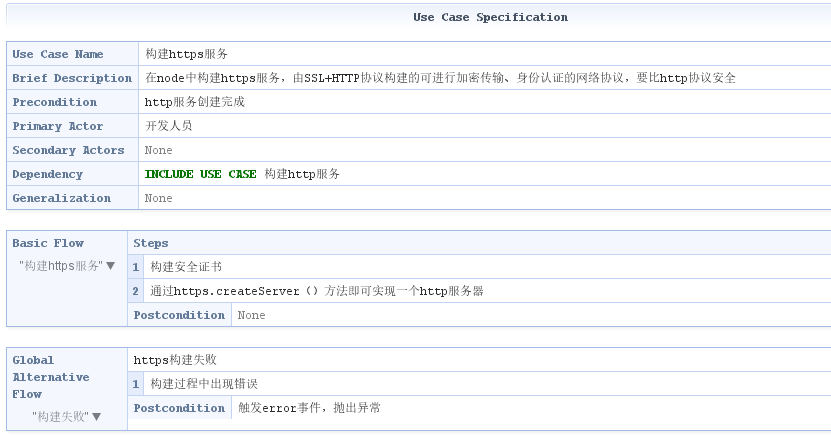 Use Case Specification
Use Case Name 构建https服务
Brief Description 在node中构建https服务，由SSL+HTTP协议构建的可进行加密传输、身份认证的网络协议，要比http协议安全
Precondition http服务创建完成
Primary Actor 开发人员
Secondary Actors None
Dependency INCLUDE USE CASE 构建http服务
Generalization None
Basic Flow Steps
"构建https服务" ▼
1 构建安全证书
2 通过https.createServer（）方法即可实现一个http服务器
Postcondition None
Global Alternative Flow
"构建失败" ▼
https构建失败
1 构建过程中出现错误
Postcondition 触发error事件，抛出异常